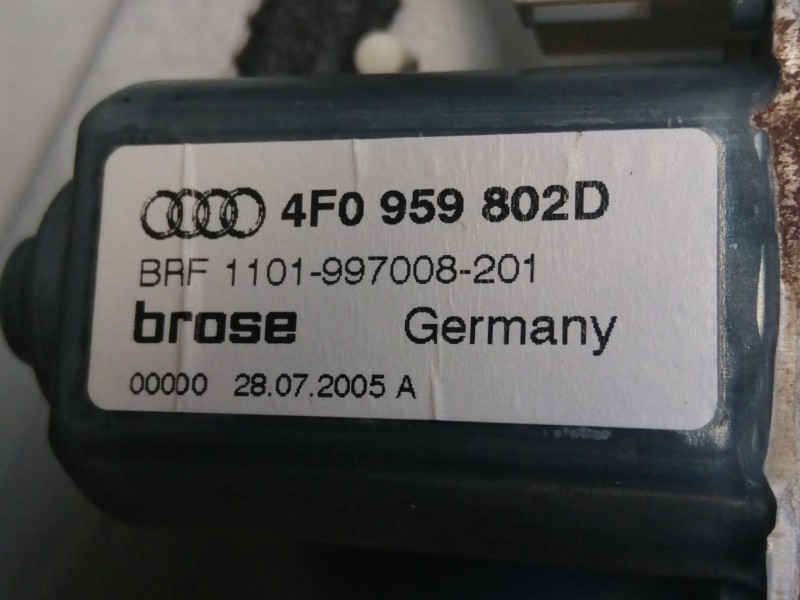 4F0 959 802D
BRF 1101-997008-201
brose Germany
00000 28.07.2005 A